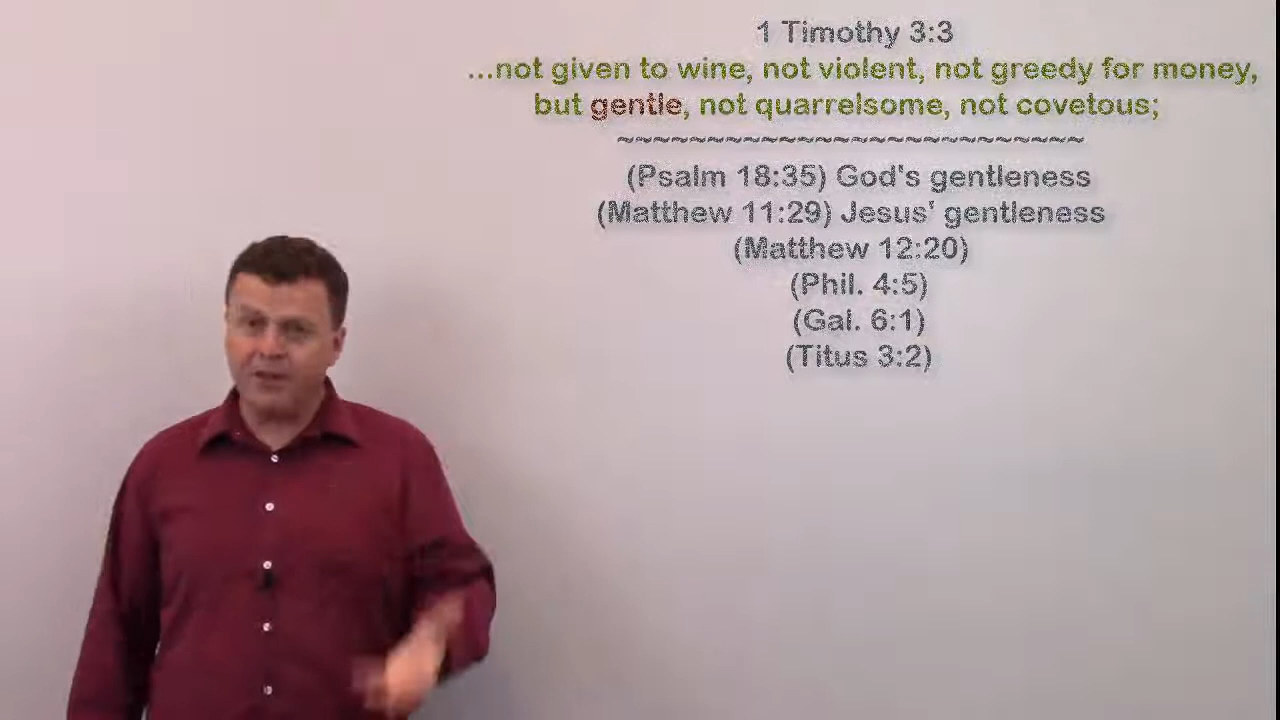 1 Timothy 3:3
...not given to wine, not violent, not greedy for money,
but gentle, not quarrelsome, not covetous;
~~~~~~~~~~~~~~~~~~~~~~~~~~
(Psalm 18:35) God's gentleness
(Matthew 11:29) Jesus' gentleness
(Matthew 12:20)
(Phil. 4:5)
(Gal. 6:1)
(Titus 3:2)